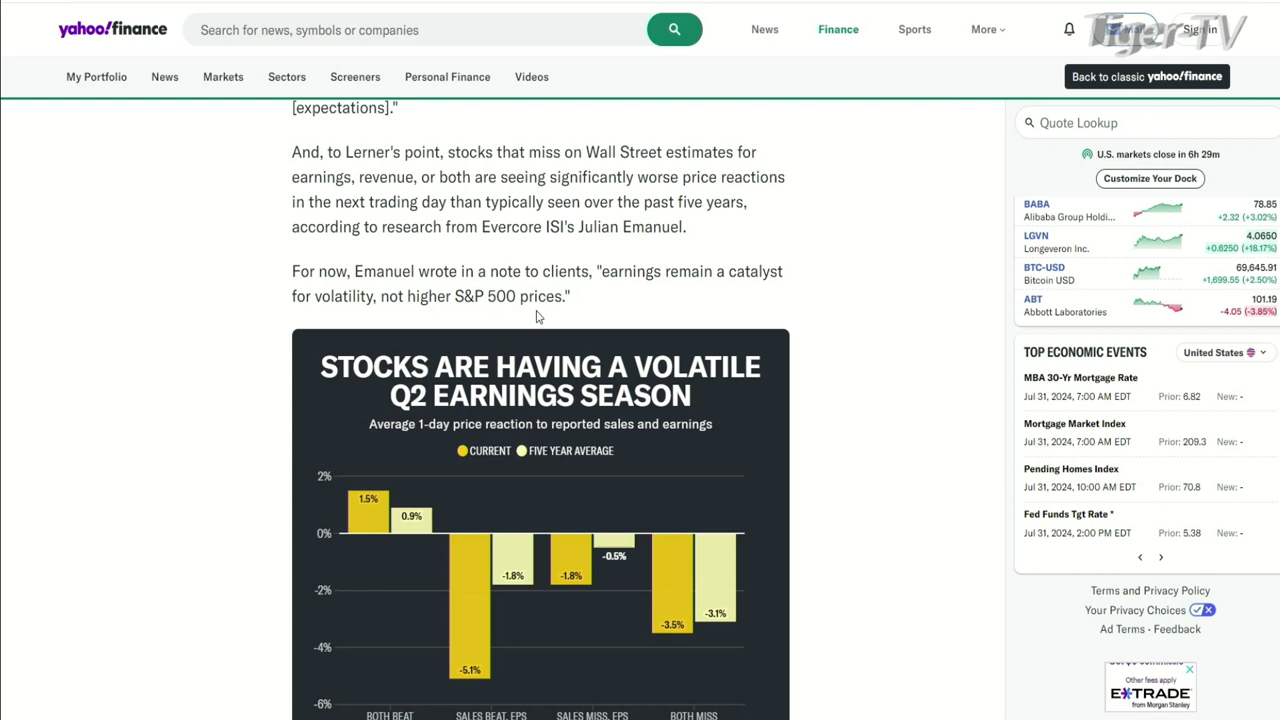 yahoo!finance
Search for news, symbols or companies
News
Finance
Sports
More
Mail
Sign in
Tiger-TV
My Portfolio
News
Markets
Sectors
Screeners
Personal Finance
Videos
Back to classic yahoo!finance
[expectations]."
And, to Lerner's point, stocks that miss on Wall Street estimates for
earnings, revenue, or both are seeing significantly worse price reactions
in the next trading day than typically seen over the past five years,
according to research from Evercore ISI's Julian Emanuel.
For now, Emanuel wrote in a note to clients, "earnings remain a catalyst
for volatility, not higher S&P 500 prices."
STOCKS ARE HAVING A VOLATILE
Q2 EARNINGS SEASON
Average 1-day price reaction to reported sales and earnings
CURRENT FIVE YEAR AVERAGE
2%
0%
-2%
-4%
-6%
1.5%
0.9%
-5.1%
-1.8%
-1.8%
-0.5%
-3.5%
-3.1%
BOTH BEAT
SALES BEAT, EPS
SALES MISS, EPS
BOTH MISS
Quote Lookup
U.S. markets close in 6h 29m
Customize Your Dock
BABA 78.85
Alibaba Group Holdi... +2.32 (+3.02%)
LGVN 4.0650
Longeveron Inc. +0.6250 (+18.17%)
BTC-USD 69,645.91
Bitcoin USD +1,699.55 (+2.50%)
ABT 101.19
Abbott Laboratories -4.05 (-3.85%)
TOP ECONOMIC EVENTS
United States
MBA 30-Yr Mortgage Rate
Jul 31, 2024, 7:00 AM EDT Prior: 6.82 New: -
Mortgage Market Index
Jul 31, 2024, 7:00 AM EDT Prior: 209.3 New: -
Pending Homes Index
Jul 31, 2024, 10:00 AM EDT Prior: 70.8 New: -
Fed Funds Tgt Rate *
Jul 31, 2024, 2:00 PM EDT Prior: 5.38 New: -
Terms and Privacy Policy
Your Privacy Choices
Ad Terms • Feedback
Other fees apply
E*TRADE
from Morgan Stanley